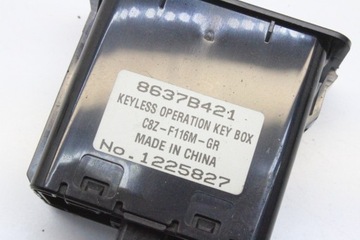 8637B421
KEYLESS OPERATION KEY BOX
C8Z-F116M-GR
MADE IN CHINA
No. 1225827